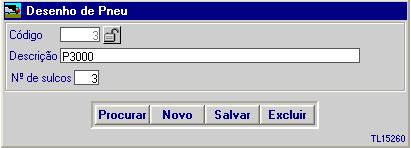 Desenho de Pneu
Código 3
Descrição P3000
Nº de sulcos 3
Procurar Novo Salvar Excluir
TL15260